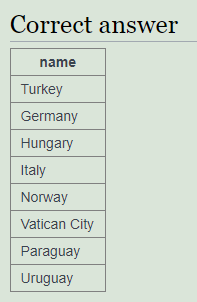 Correct answer
name
Turkey
Germany
Hungary
Italy
Norway
Vatican City
Paraguay
Uruguay